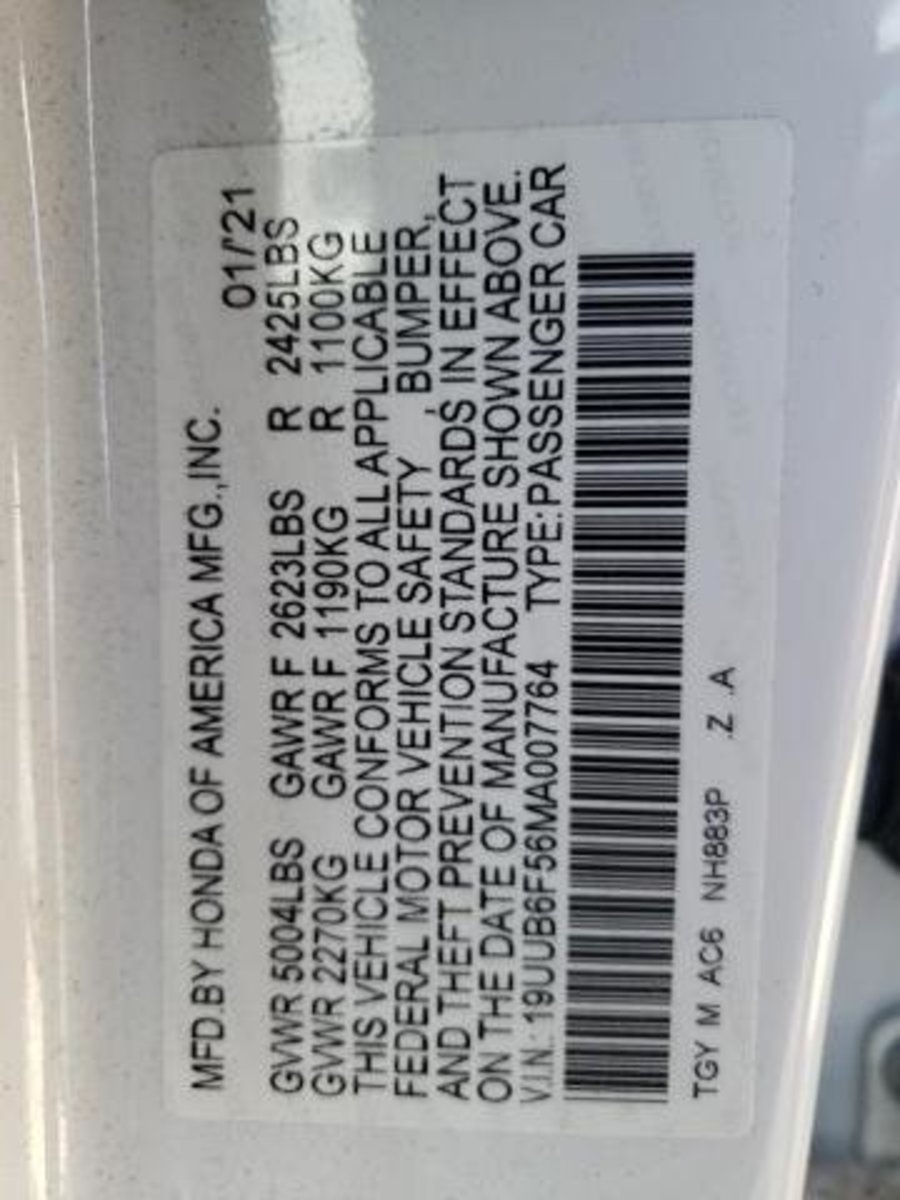 MFD.BY HONDA OF AMERICA MFG.,INC.
01/'21
GVWR 5004LBS GAWR F 2623LBS R 2425LBS
GVWR 2270KG GAWR F 1190KG R 1100KG
THIS VEHICLE CONFORMS TO ALL APPLICABLE
FEDERAL MOTOR VEHICLE SAFETY , BUMPER,
AND THEFT PREVENTION STANDARDS IN EFFECT
ON THE DATE OF MANUFACTURE SHOWN ABOVE.
V.I.N.: 19UUB6F56MA007764 TYPE: PASSENGER CAR
TGY M AC6 NH883P .Z .A